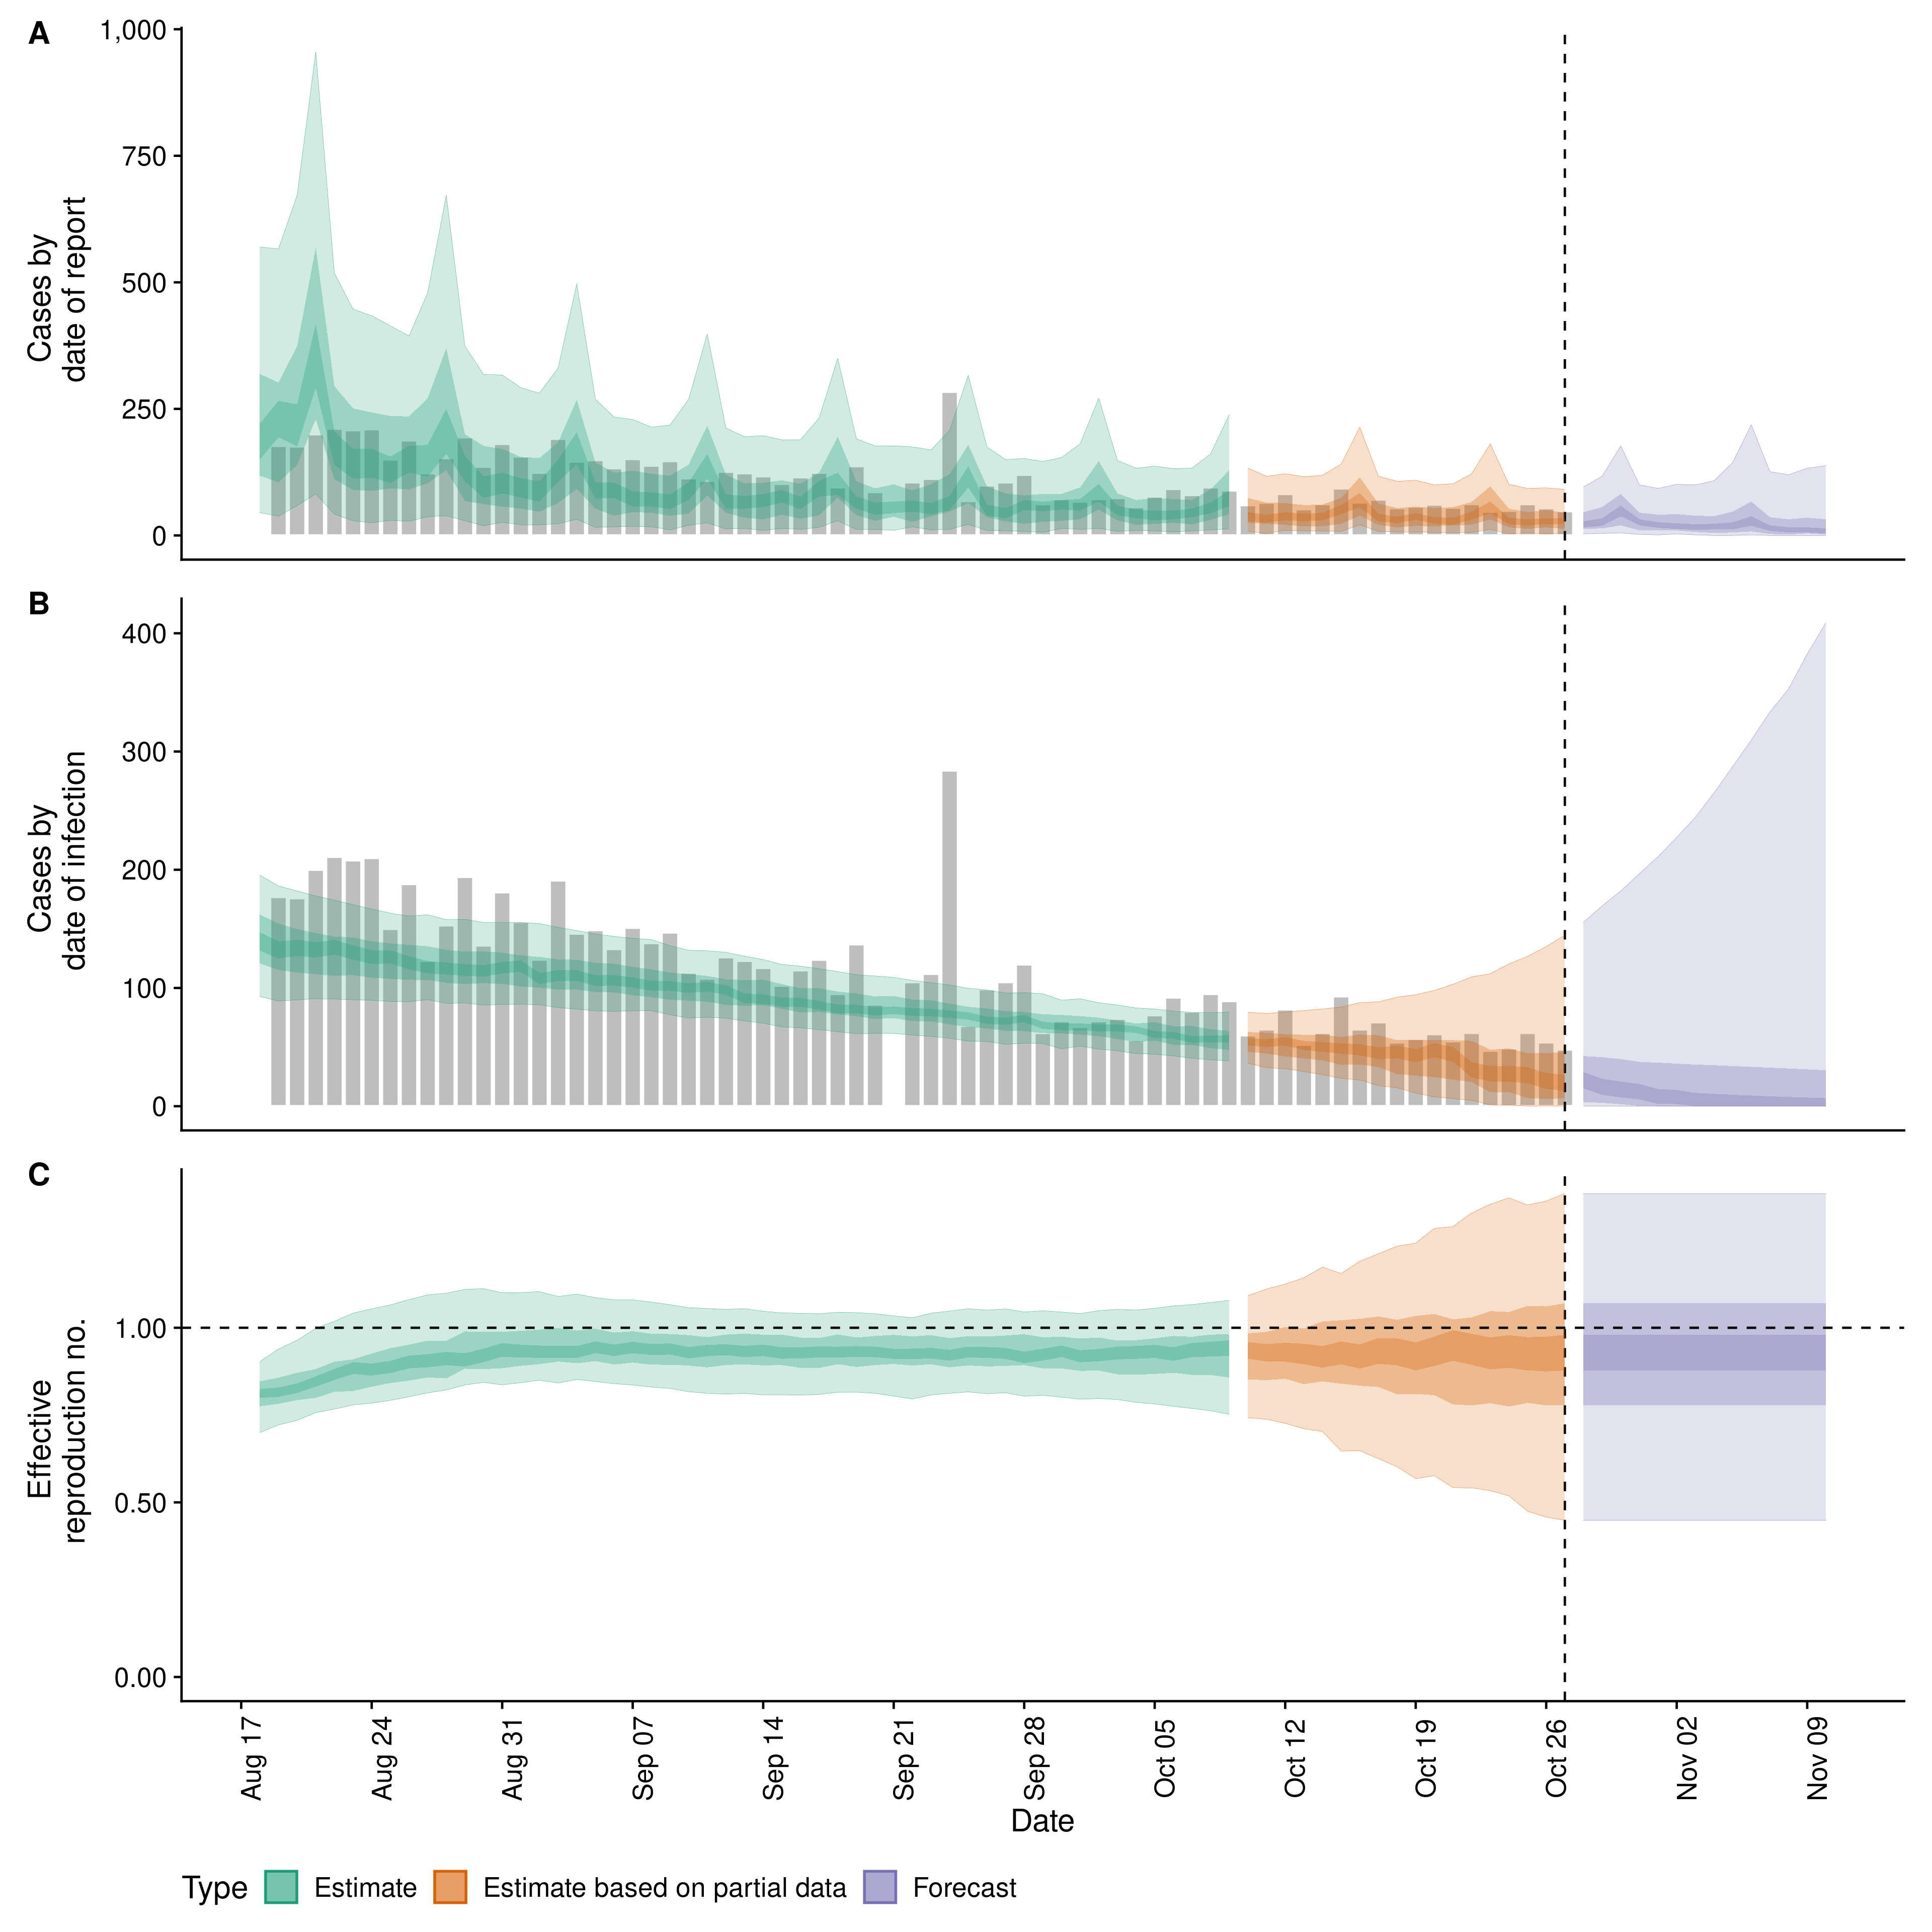 A
Cases by
date of report
1,000
750
500
250
0
B
Cases by
date of infection
400
300
200
100
0
C
Effective
reproduction no.
1.00
0.50
0.00
Aug 17
Aug 24
Aug 31
Sep 07
Sep 14
Sep 21
Sep 28
Oct 05
Oct 12
Oct 19
Oct 26
Nov 02
Nov 09
Date
Type Estimate Estimate based on partial data Forecast